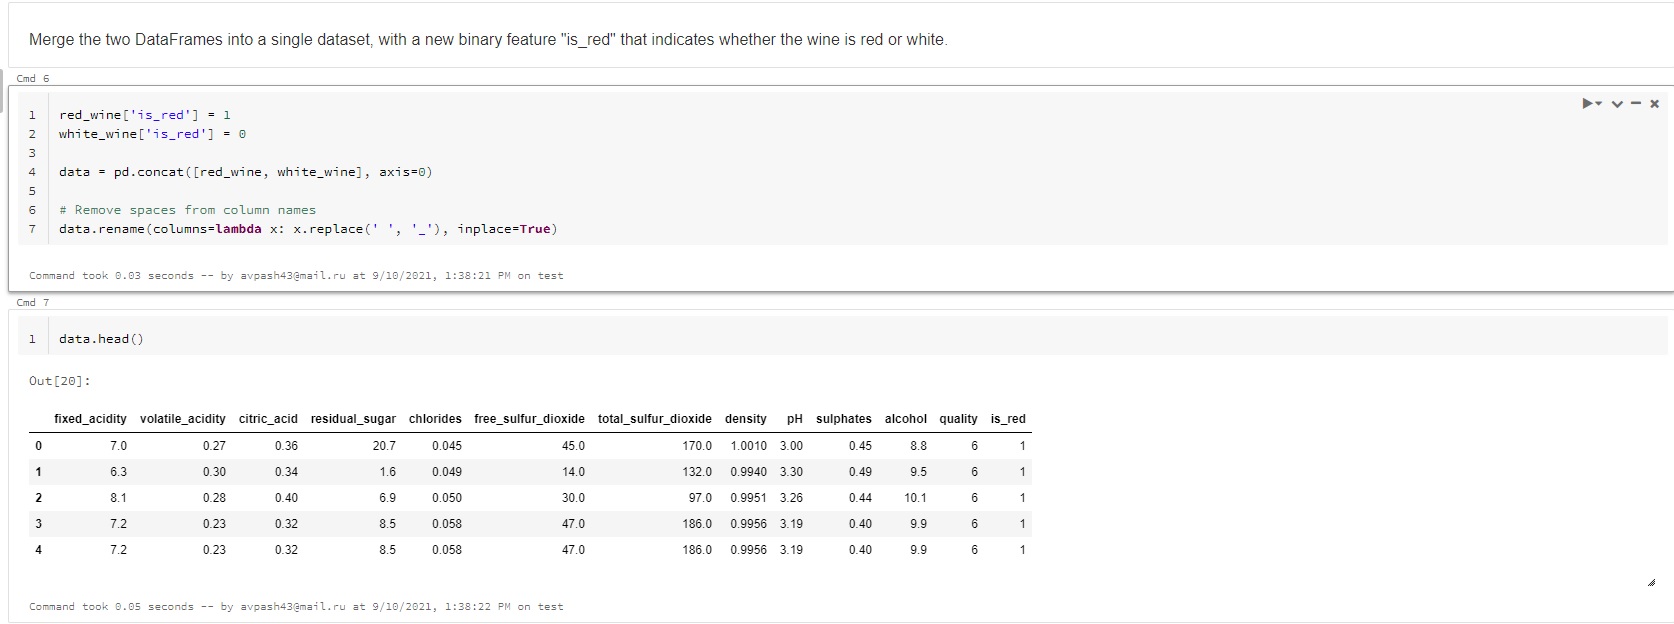 Merge the two DataFrames into a single dataset, with a new binary feature "is_red" that indicates whether the wine is red or white.
Cmd 6
1 red_wine['is_red'] = 1
2 white_wine['is_red'] = 0
3
4 data = pd.concat([red_wine, white_wine], axis=0)
5
6 # Remove spaces from column names
7 data.rename(columns=lambda x: x.replace(' ', '_'), inplace=True)
Command took 0.03 seconds -- by avpash43@mail.ru at 9/10/2021, 1:38:21 PM on test
Cmd 7
1 data.head()
Out[20]:
fixed_acidity volatile_acidity citric_acid residual_sugar chlorides free_sulfur_dioxide total_sulfur_dioxide density pH sulphates alcohol quality is_red
0 7.0 0.27 0.36 20.7 0.045 45.0 170.0 1.0010 3.00 0.45 8.8 6 1
1 6.3 0.30 0.34 1.6 0.049 14.0 132.0 0.9940 3.30 0.49 9.5 6 1
2 8.1 0.28 0.40 6.9 0.050 30.0 97.0 0.9951 3.26 0.44 10.1 6 1
3 7.2 0.23 0.32 8.5 0.058 47.0 186.0 0.9956 3.19 0.40 9.9 6 1
4 7.2 0.23 0.32 8.5 0.058 47.0 186.0 0.9956 3.19 0.40 9.9 6 1
Command took 0.05 seconds -- by avpash43@mail.ru at 9/10/2021, 1:38:22 PM on test